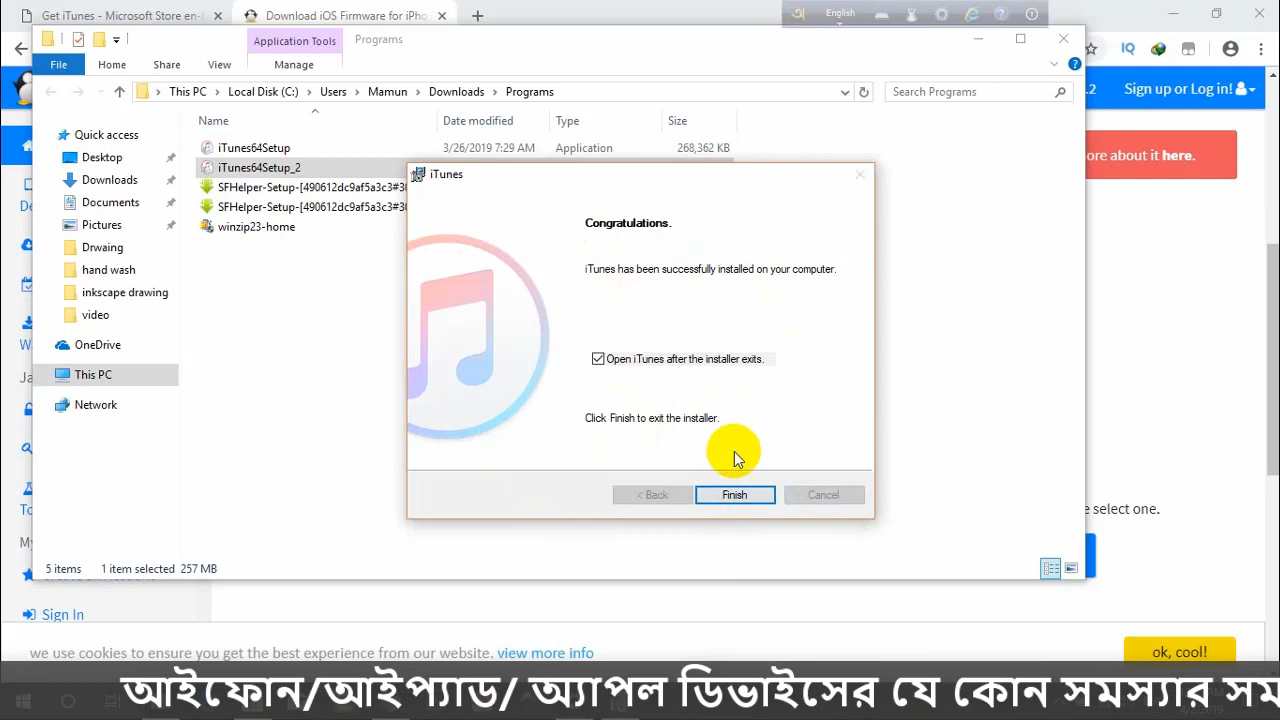 Get iTunes - Microsoft Store en-
Download iOS Firmware for iPho
English
Application Tools
Programs
File
Home
Share
View
Manage
This PC
Local Disk (C:)
Users
Mamun
Downloads
Programs
Search Programs
.2
Sign up or Log in!
Name
Date modified
Type
Size
Quick access
Desktop
Downloads
Documents
Pictures
Drwaing
hand wash
inkscape drawing
video
OneDrive
This PC
Network
iTunes64Setup
3/26/2019 7:29 AM
Application
268,362 KB
iTunes64Setup_2
SFHelper-Setup-[490612dc9af5a3c3#30
SFHelper-Setup-[490612dc9af5a3c3#30
winzip23-home
ore about it here.
iTunes
Congratulations.
iTunes has been successfully installed on your computer.
Open iTunes after the installer exits.
Click Finish to exit the installer.
< Back
Finish
Cancel
e select one.
5 items
1 item selected 257 MB
Sign In
we use cookies to ensure you get the best experience from our website. view more info
ok, cool!
আইফোন/আইপ্যাড/ অ্যাপল ডিভাইসের যে কোন সমস্যার সম